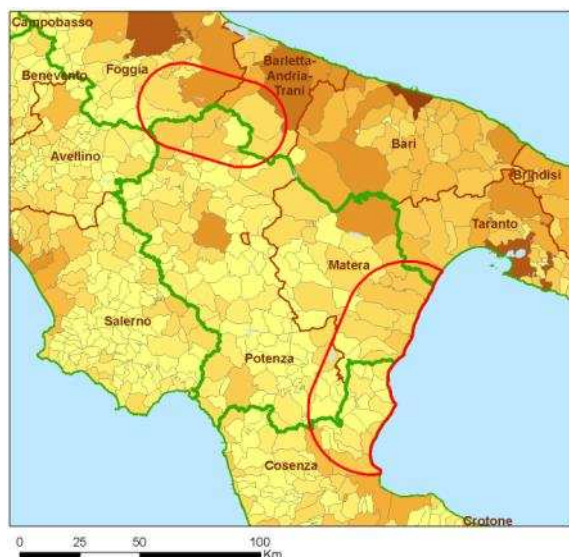 Campobasso
Benevento
Foggia
Barletta-
Andria-
Trani
Bari
Avellino
Brindisi
Taranto
Matera
Salerno
Potenza
Cosenza
Crotone
0 25 50 100
Km